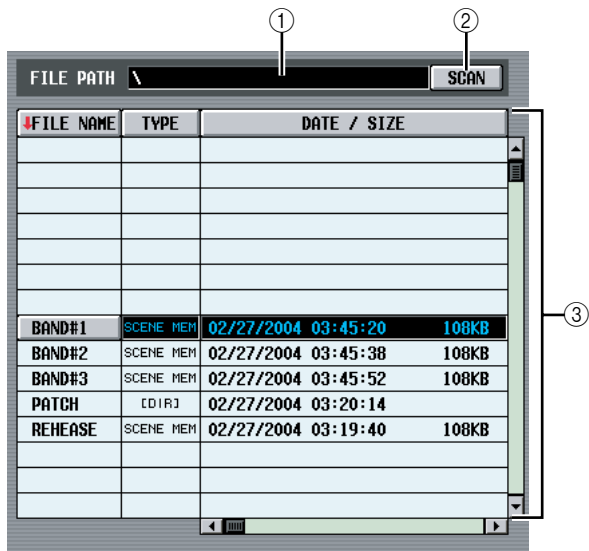 ① ②
FILE PATH \ SCAN
FILE NAME TYPE DATE / SIZE
③
BAND#1 SCENE MEM 02/27/2004 03:45:20 108KB
BAND#2 SCENE MEM 02/27/2004 03:45:38 108KB
BAND#3 SCENE MEM 02/27/2004 03:45:52 108KB
PATCH [DIR] 02/27/2004 03:20:14
REHEASE SCENE MEM 02/27/2004 03:19:40 108KB